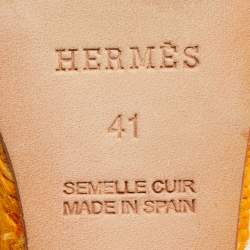 HERMÈS
41
SEMELLE CUIR
MADE IN SPAIN